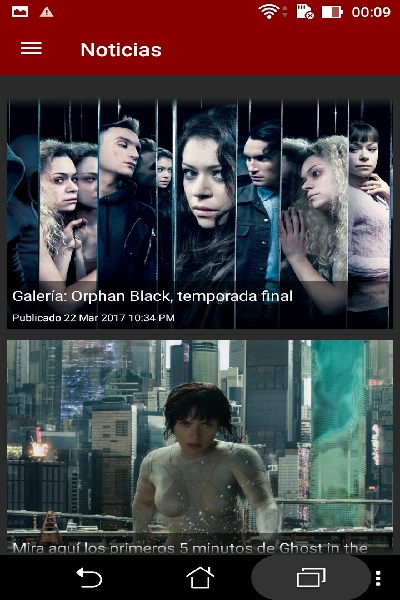 00:09
Noticias
Galería: Orphan Black, temporada final
Publicado 22 Mar 2017 10:34 PM
Mira aquí los primeros 5 minutos de Ghost in the